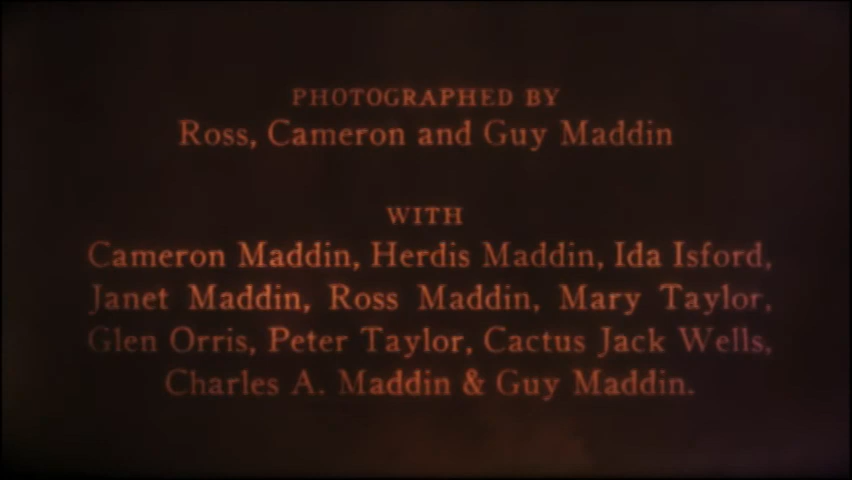 PHOTOGRAPHED BY
Ross, Cameron and Guy Maddin
WITH
Cameron Maddin, Herdis Maddin, Ida Isford,
Janet Maddin, Ross Maddin, Mary Taylor,
Glen Orris, Peter Taylor, Cactus Jack Wells,
Charles A. Maddin & Guy Maddin.